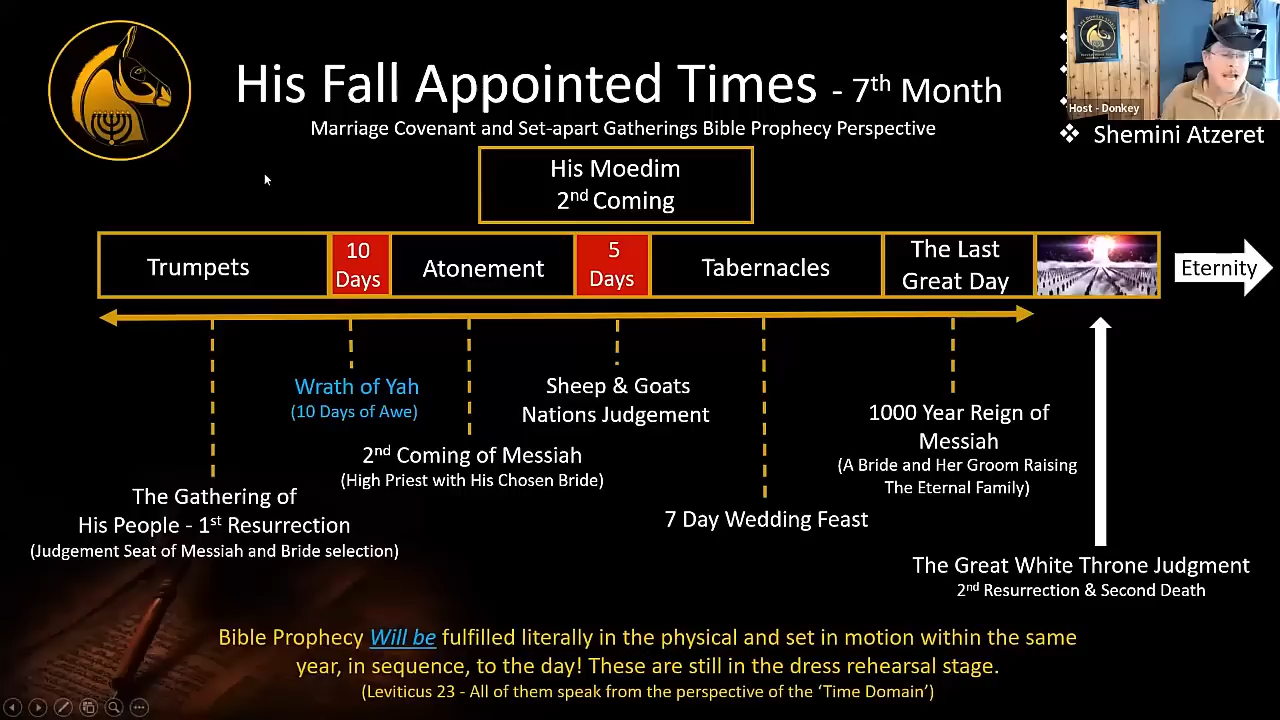 His Fall Appointed Times - 7th Month
Marriage Covenant and Set-apart Gatherings Bible Prophecy Perspective
Host - Donkey
❖ Shemini Atzeret
His Moedim
2nd Coming
Trumpets
10
Days
Atonement
5
Days
Tabernacles
The Last
Great Day
Eternity
Wrath of Yah
(10 Days of Awe)
Sheep & Goats
Nations Judgement
2nd Coming of Messiah
(High Priest with His Chosen Bride)
1000 Year Reign of
Messiah
(A Bride and Her Groom Raising
The Eternal Family)
The Gathering of
His People - 1st Resurrection
(Judgement Seat of Messiah and Bride selection)
7 Day Wedding Feast
The Great White Throne Judgment
2nd Resurrection & Second Death
Bible Prophecy Will be fulfilled literally in the physical and set in motion within the same
year, in sequence, to the day! These are still in the dress rehearsal stage.
(Leviticus 23 - All of them speak from the perspective of the ‘Time Domain’)